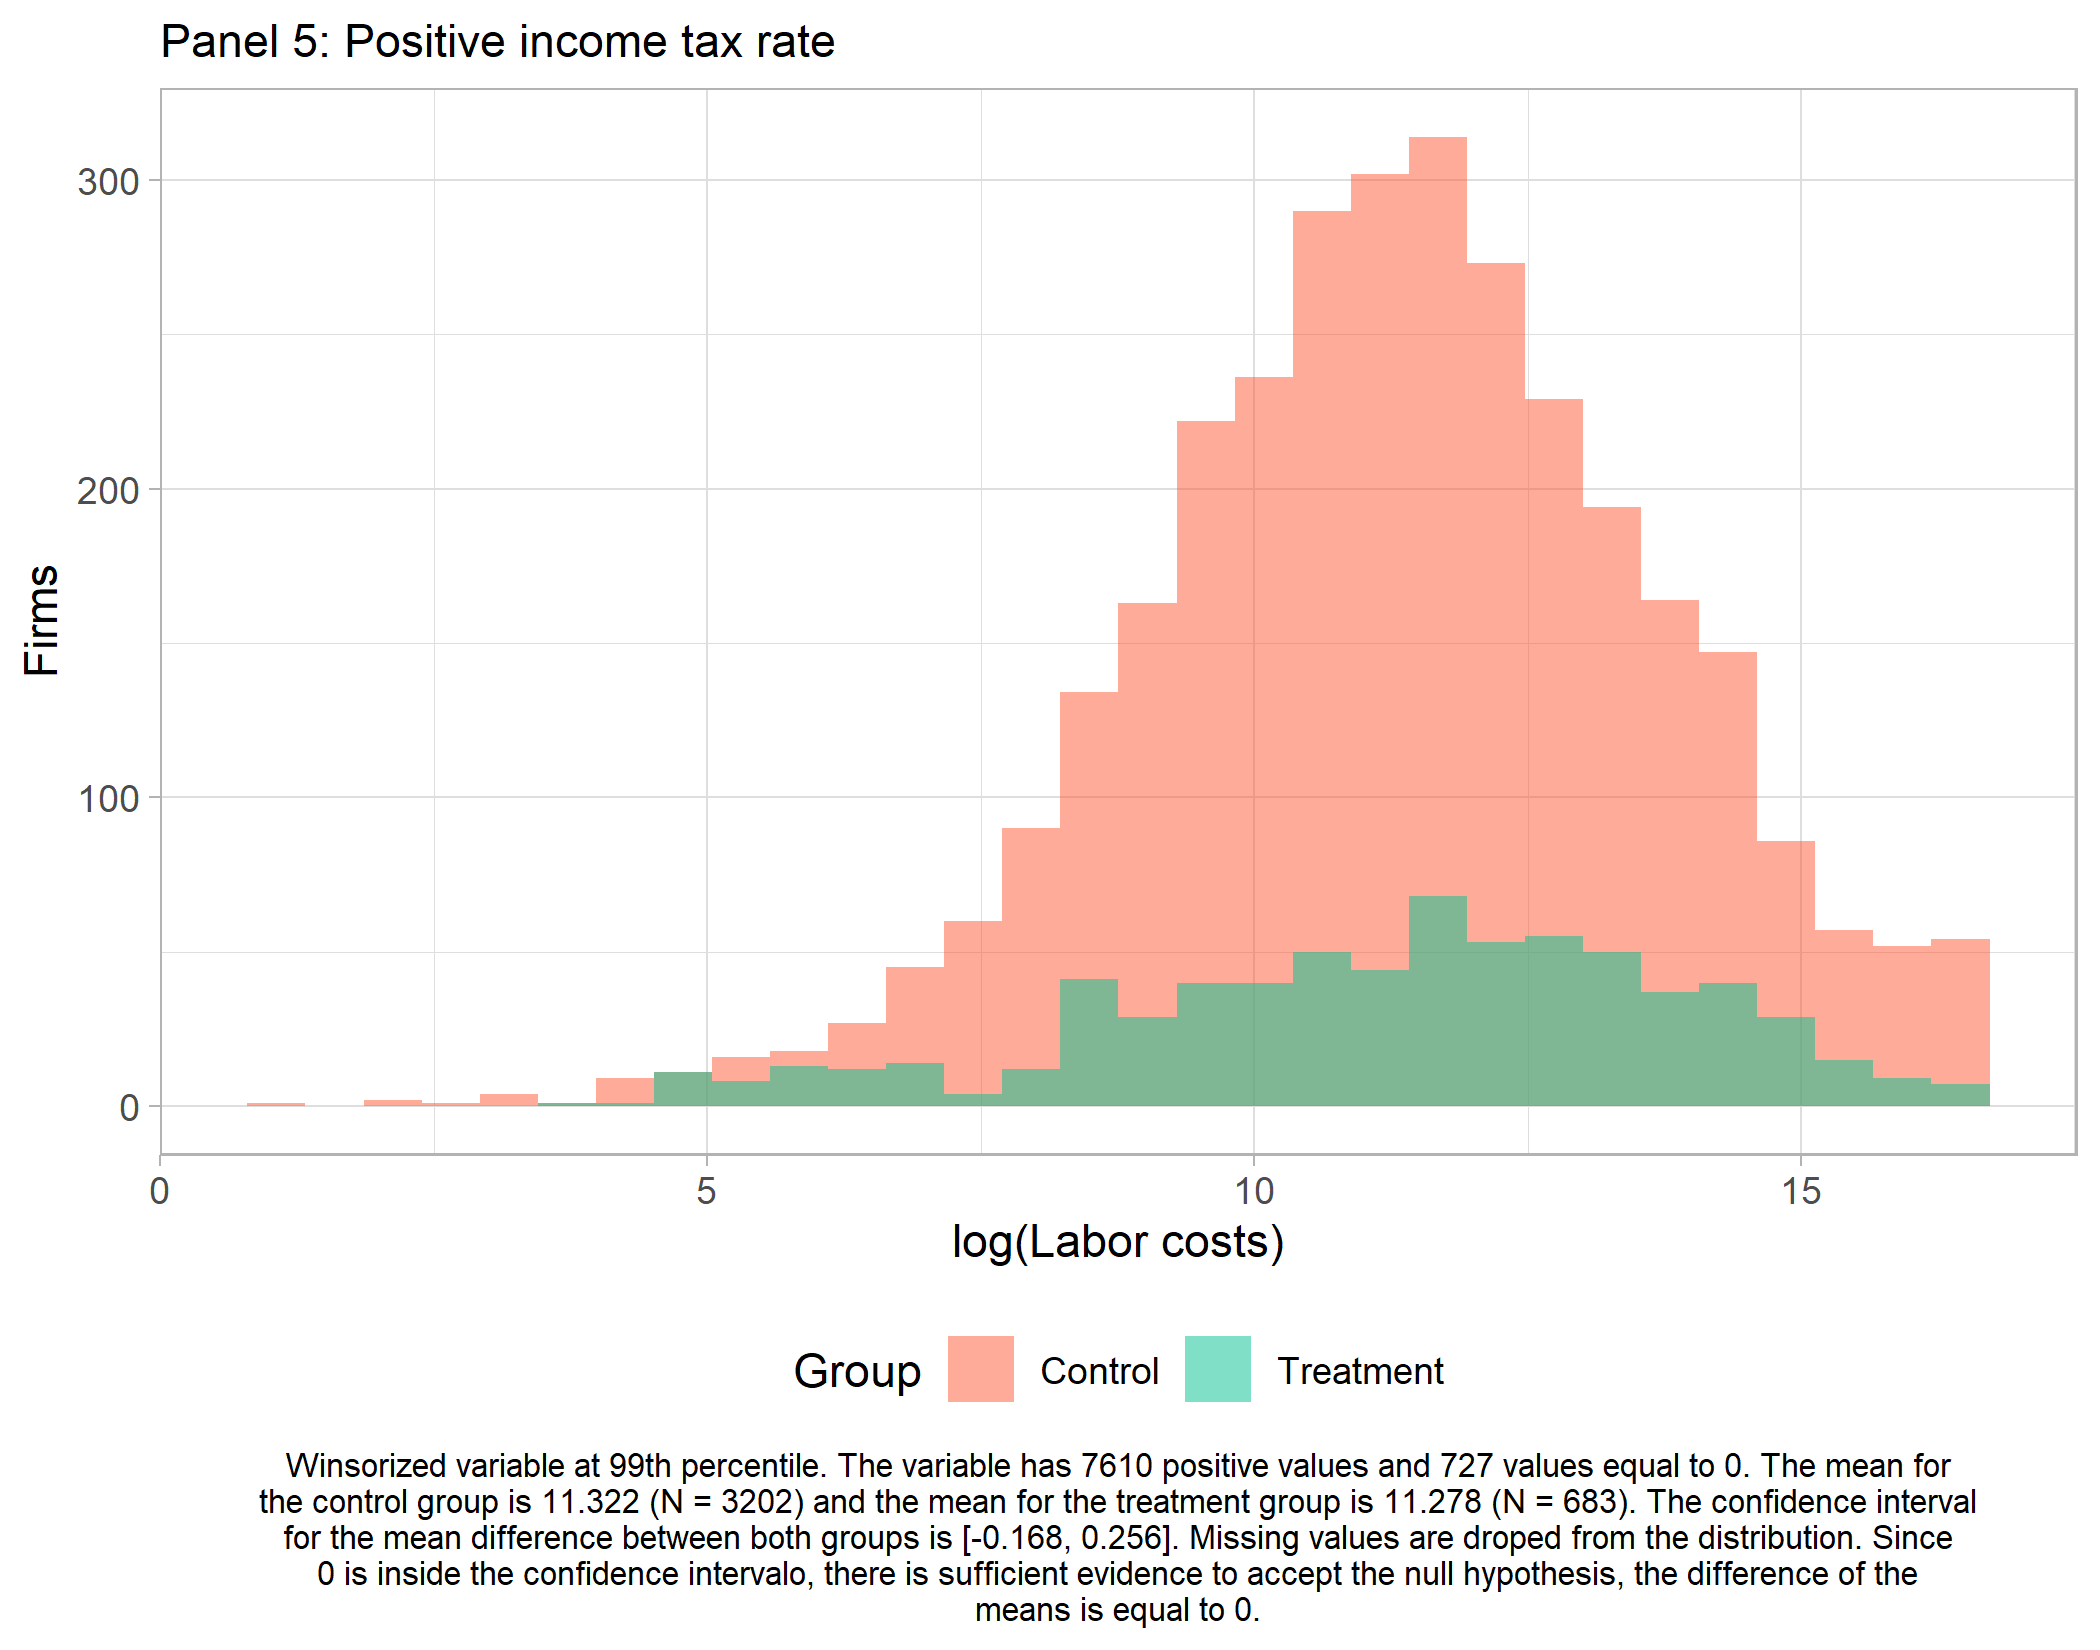 Panel 5: Positive income tax rate
300
200
100
0
Firms
0 5 10 15
log(Labor costs)
Group Control Treatment
Winsorized variable at 99th percentile. The variable has 7610 positive values and 727 values equal to 0. The mean for
the control group is 11.322 (N = 3202) and the mean for the treatment group is 11.278 (N = 683). The confidence interval
for the mean difference between both groups is [-0.168, 0.256]. Missing values are droped from the distribution. Since
0 is inside the confidence intervalo, there is sufficient evidence to accept the null hypothesis, the difference of the
means is equal to 0.